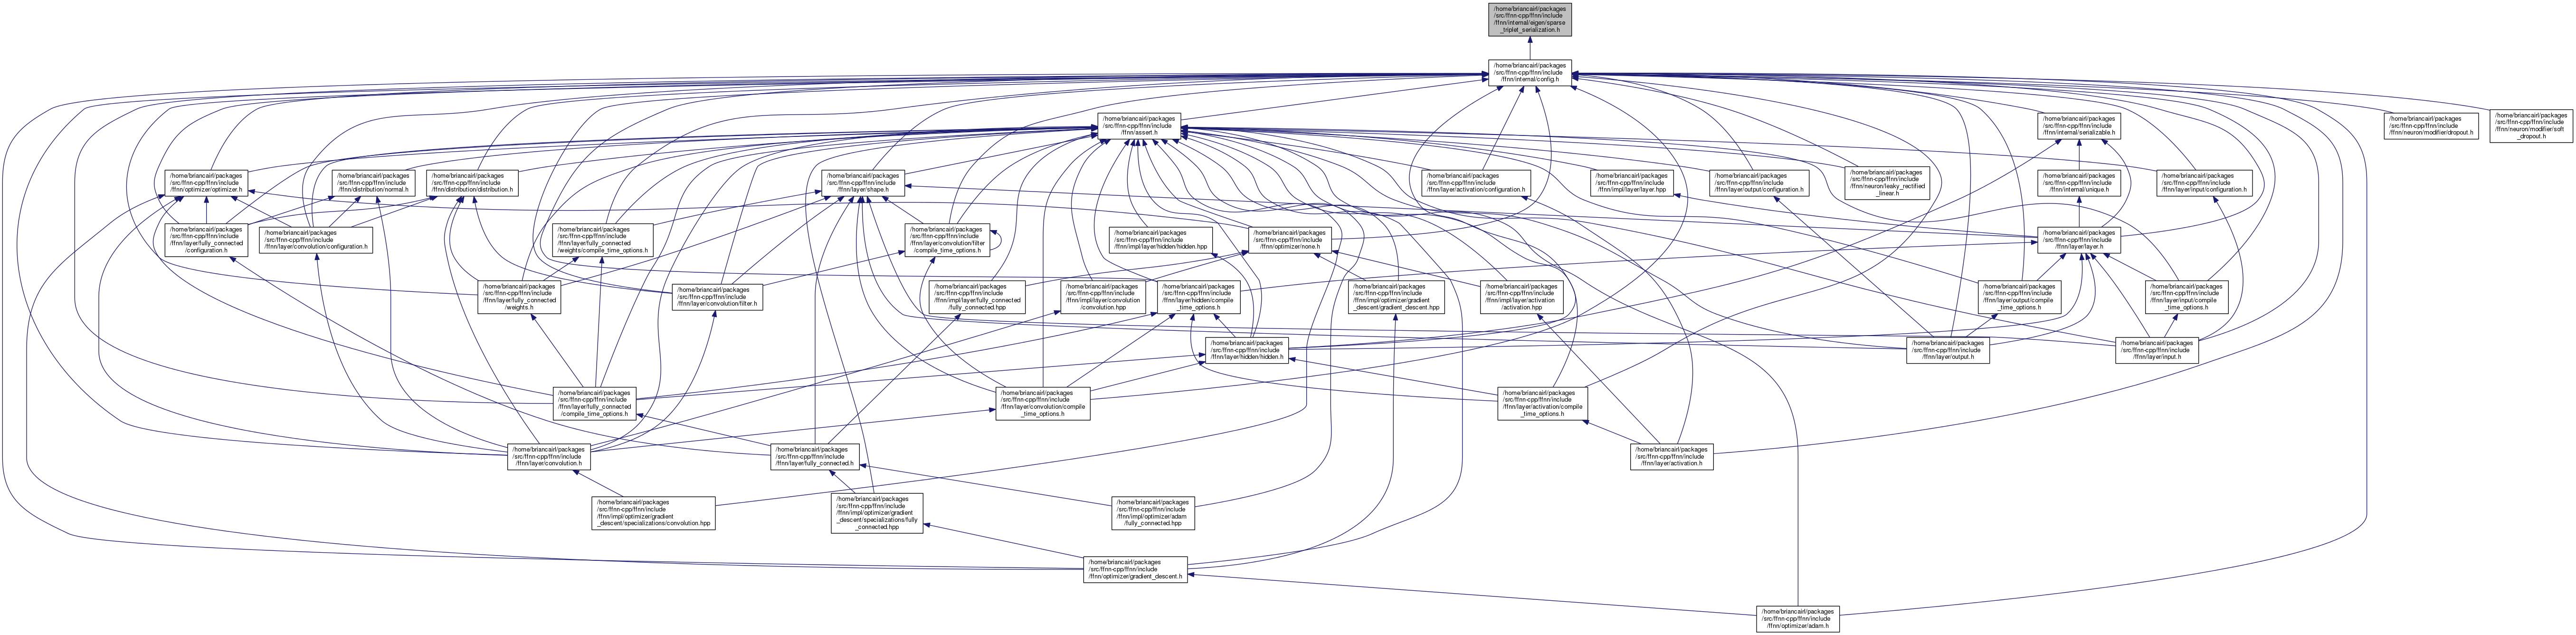 /home/briancairl/packages
/src/ffnn-cpp/ffnn/include
/ffnn/internal/eigen/sparse
_triplet_serialization.h
/home/briancairl/packages
/src/ffnn-cpp/ffnn/include
/ffnn/internal/config.h
/home/briancairl/packages
/src/ffnn-cpp/ffnn/include
/ffnn/assert.h
/home/briancairl/packages
/src/ffnn-cpp/ffnn/include
/ffnn/internal/serializable.h
/home/briancairl/packages
/src/ffnn-cpp/ffnn/include
/ffnn/neuron/modifier/dropout.h
/home/briancairl/packages
/src/ffnn-cpp/ffnn/include
/ffnn/neuron/modifier/soft
_dropout.h
/home/briancairl/packages
/src/ffnn-cpp/ffnn/include
/ffnn/optimizer/optimizer.h
/home/briancairl/packages
/src/ffnn-cpp/ffnn/include
/ffnn/distribution/normal.h
/home/briancairl/packages
/src/ffnn-cpp/ffnn/include
/ffnn/distribution/distribution.h
/home/briancairl/packages
/src/ffnn-cpp/ffnn/include
/ffnn/layer/shape.h
/home/briancairl/packages
/src/ffnn-cpp/ffnn/include
/ffnn/layer/activation/configuration.h
/home/briancairl/packages
/src/ffnn-cpp/ffnn/include
/ffnn/impl/layer/layer.hpp
/home/briancairl/packages
/src/ffnn-cpp/ffnn/include
/ffnn/layer/output/configuration.h
/home/briancairl/packages
/src/ffnn-cpp/ffnn/include
/ffnn/neuron/leaky_rectified
_linear.h
/home/briancairl/packages
/src/ffnn-cpp/ffnn/include
/ffnn/internal/unique.h
/home/briancairl/packages
/src/ffnn-cpp/ffnn/include
/ffnn/layer/input/configuration.h
/home/briancairl/packages
/src/ffnn-cpp/ffnn/include
/ffnn/layer/fully_connected
/configuration.h
/home/briancairl/packages
/src/ffnn-cpp/ffnn/include
/ffnn/layer/convolution/configuration.h
/home/briancairl/packages
/src/ffnn-cpp/ffnn/include
/ffnn/layer/fully_connected
/weights/compile_time_options.h
/home/briancairl/packages
/src/ffnn-cpp/ffnn/include
/ffnn/layer/convolution/filter
/compile_time_options.h
/home/briancairl/packages
/src/ffnn-cpp/ffnn/include
/ffnn/impl/layer/hidden/hidden.hpp
/home/briancairl/packages
/src/ffnn-cpp/ffnn/include
/ffnn/optimizer/none.h
/home/briancairl/packages
/src/ffnn-cpp/ffnn/include
/ffnn/layer/layer.h
/home/briancairl/packages
/src/ffnn-cpp/ffnn/include
/ffnn/layer/fully_connected
/weights.h
/home/briancairl/packages
/src/ffnn-cpp/ffnn/include
/ffnn/layer/convolution/filter.h
/home/briancairl/packages
/src/ffnn-cpp/ffnn/include
/ffnn/impl/layer/fully_connected
/fully_connected.hpp
/home/briancairl/packages
/src/ffnn-cpp/ffnn/include
/ffnn/impl/layer/convolution
/convolution.hpp
/home/briancairl/packages
/src/ffnn-cpp/ffnn/include
/ffnn/layer/hidden/compile
_time_options.h
/home/briancairl/packages
/src/ffnn-cpp/ffnn/include
/ffnn/impl/optimizer/gradient
_descent/gradient_descent.hpp
/home/briancairl/packages
/src/ffnn-cpp/ffnn/include
/ffnn/impl/layer/activation
/activation.hpp
/home/briancairl/packages
/src/ffnn-cpp/ffnn/include
/ffnn/layer/output/compile
_time_options.h
/home/briancairl/packages
/src/ffnn-cpp/ffnn/include
/ffnn/layer/input/compile
_time_options.h
/home/briancairl/packages
/src/ffnn-cpp/ffnn/include
/ffnn/layer/hidden/hidden.h
/home/briancairl/packages
/src/ffnn-cpp/ffnn/include
/ffnn/layer/output.h
/home/briancairl/packages
/src/ffnn-cpp/ffnn/include
/ffnn/layer/input.h
/home/briancairl/packages
/src/ffnn-cpp/ffnn/include
/ffnn/layer/fully_connected
/compile_time_options.h
/home/briancairl/packages
/src/ffnn-cpp/ffnn/include
/ffnn/layer/convolution/compile
_time_options.h
/home/briancairl/packages
/src/ffnn-cpp/ffnn/include
/ffnn/layer/activation/compile
_time_options.h
/home/briancairl/packages
/src/ffnn-cpp/ffnn/include
/ffnn/layer/convolution.h
/home/briancairl/packages
/src/ffnn-cpp/ffnn/include
/ffnn/layer/fully_connected.h
/home/briancairl/packages
/src/ffnn-cpp/ffnn/include
/ffnn/layer/activation.h
/home/briancairl/packages
/src/ffnn-cpp/ffnn/include
/ffnn/impl/optimizer/gradient
_descent/specializations/convolution.hpp
/home/briancairl/packages
/src/ffnn-cpp/ffnn/include
/ffnn/impl/optimizer/gradient
_descent/specializations/fully
_connected.hpp
/home/briancairl/packages
/src/ffnn-cpp/ffnn/include
/ffnn/impl/optimizer/adam
/fully_connected.hpp
/home/briancairl/packages
/src/ffnn-cpp/ffnn/include
/ffnn/optimizer/gradient_descent.h
/home/briancairl/packages
/src/ffnn-cpp/ffnn/include
/ffnn/optimizer/adam.h